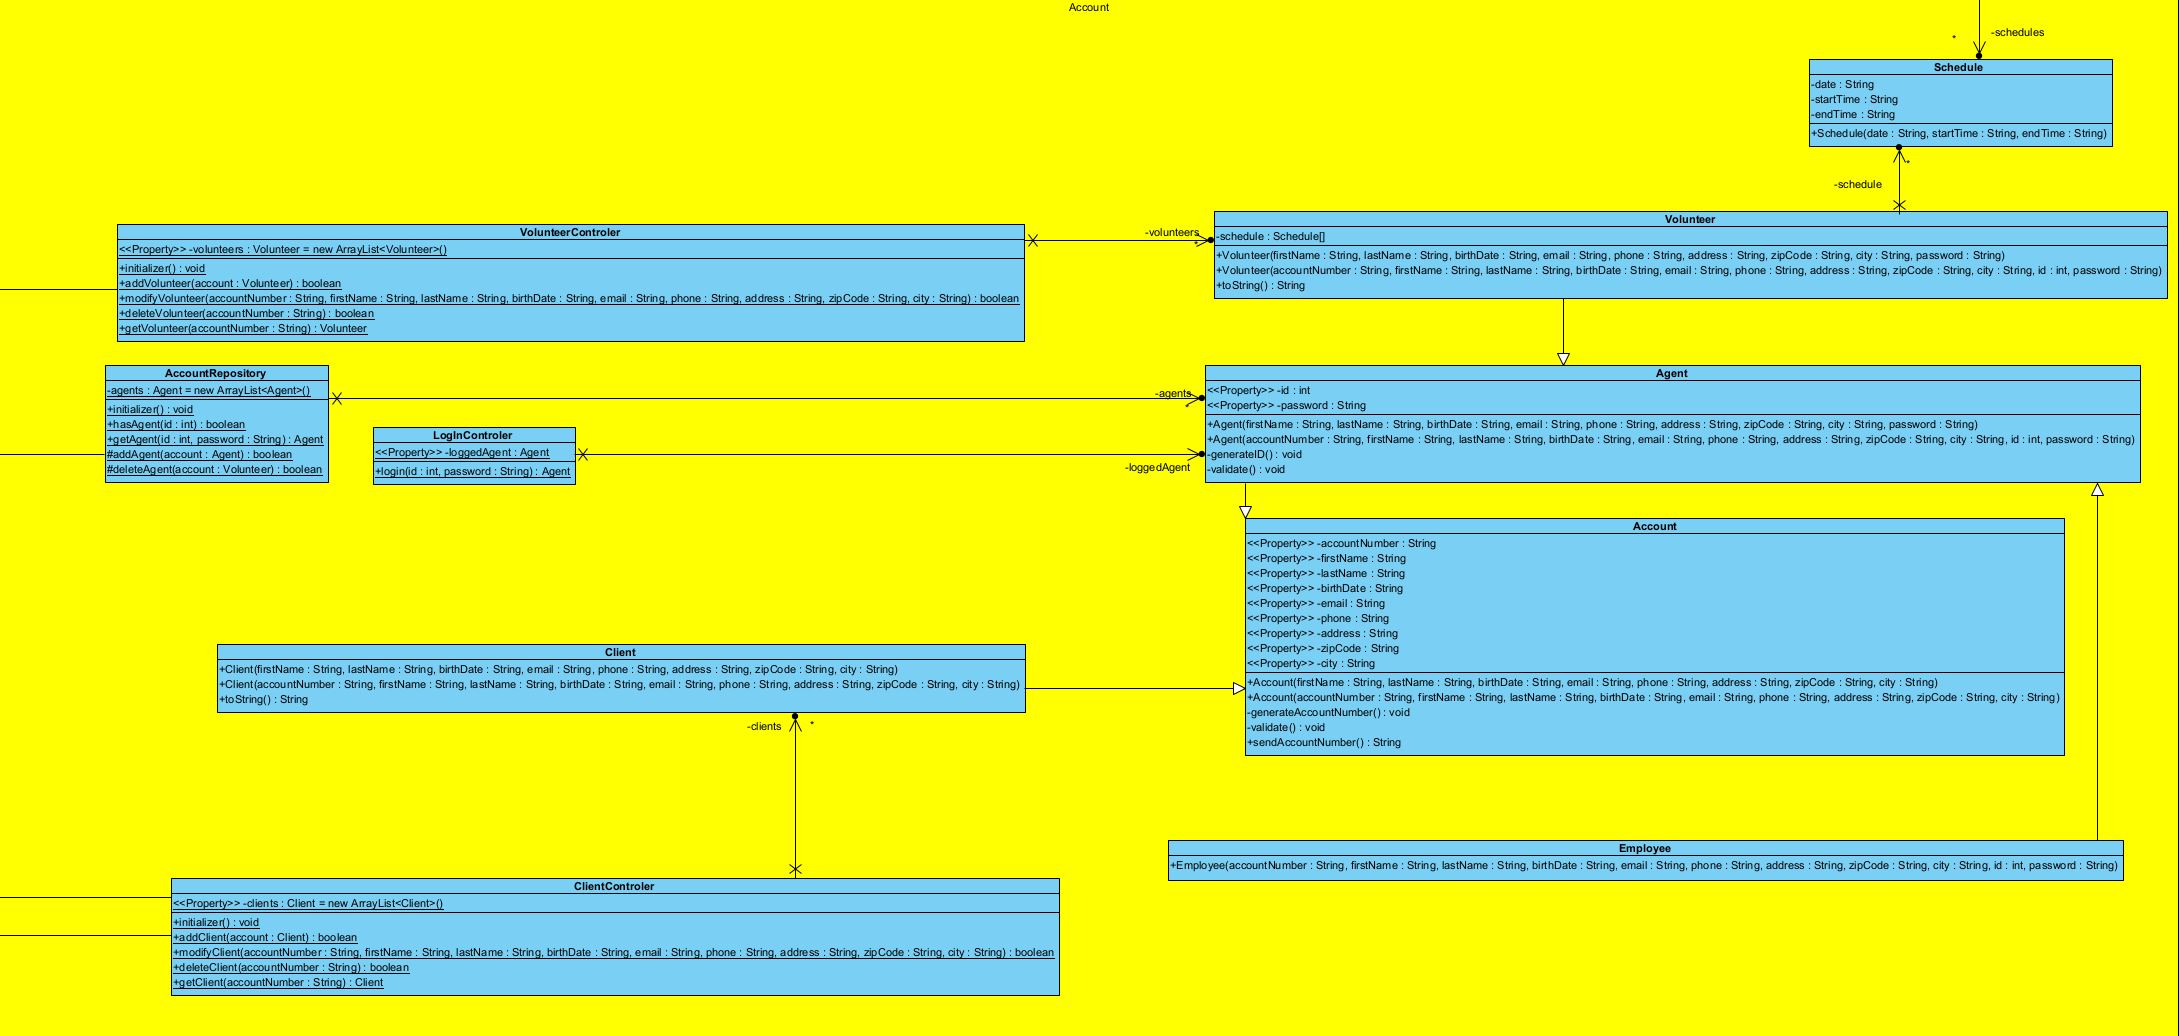 Account
*
-schedules
Schedule
-date : String
-startTime : String
-endTime : String
+Schedule(date : String, startTime : String, endTime : String)
*
-schedule
VolunteerControler
<<Property>> -volunteers : Volunteer = new ArrayList<Volunteer>()
+initializer() : void
+addVolunteer(account : Volunteer) : boolean
+modifyVolunteer(accountNumber : String, firstName : String, lastName : String, birthDate : String, email : String, phone : String, address : String, zipCode : String, city : String) : boolean
+deleteVolunteer(accountNumber : String) : boolean
+getVolunteer(accountNumber : String) : Volunteer
-volunteers
*
Volunteer
-schedule : Schedule[]
+Volunteer(firstName : String, lastName : String, birthDate : String, email : String, phone : String, address : String, zipCode : String, city : String, password : String)
+Volunteer(accountNumber : String, firstName : String, lastName : String, birthDate : String, email : String, phone : String, address : String, zipCode : String, city : String, id : int, password : String)
+toString() : String
AccountRepository
-agents : Agent = new ArrayList<Agent>()
+initializer() : void
+hasAgent(id : int) : boolean
+getAgent(id : int, password : String) : Agent
#addAgent(account : Agent) : boolean
#deleteAgent(account : Volunteer) : boolean
-agents
*
LogInControler
<<Property>> -loggedAgent : Agent
+login(id : int, password : String) : Agent
-loggedAgent
Agent
<<Property>> -id : int
<<Property>> -password : String
+Agent(firstName : String, lastName : String, birthDate : String, email : String, phone : String, address : String, zipCode : String, city : String, password : String)
+Agent(accountNumber : String, firstName : String, lastName : String, birthDate : String, email : String, phone : String, address : String, zipCode : String, city : String, id : int, password : String)
-generateID() : void
-validate() : void
Account
<<Property>> -accountNumber : String
<<Property>> -firstName : String
<<Property>> -lastName : String
<<Property>> -birthDate : String
<<Property>> -email : String
<<Property>> -phone : String
<<Property>> -address : String
<<Property>> -zipCode : String
<<Property>> -city : String
+Account(firstName : String, lastName : String, birthDate : String, email : String, phone : String, address : String, zipCode : String, city : String)
+Account(accountNumber : String, firstName : String, lastName : String, birthDate : String, email : String, phone : String, address : String, zipCode : String, city : String)
-generateAccountNumber() : void
-validate() : void
+sendAccountNumber() : String
Client
+Client(firstName : String, lastName : String, birthDate : String, email : String, phone : String, address : String, zipCode : String, city : String)
+Client(accountNumber : String, firstName : String, lastName : String, birthDate : String, email : String, phone : String, address : String, zipCode : String, city : String)
+toString() : String
-clients
*
Employee
+Employee(accountNumber : String, firstName : String, lastName : String, birthDate : String, email : String, phone : String, address : String, zipCode : String, city : String, id : int, password : String)
ClientControler
<<Property>> -clients : Client = new ArrayList<Client>()
+initializer() : void
+addClient(account : Client) : boolean
+modifyClient(accountNumber : String, firstName : String, lastName : String, birthDate : String, email : String, phone : String, address : String, zipCode : String, city : String) : boolean
+deleteClient(accountNumber : String) : boolean
+getClient(accountNumber : String) : Client